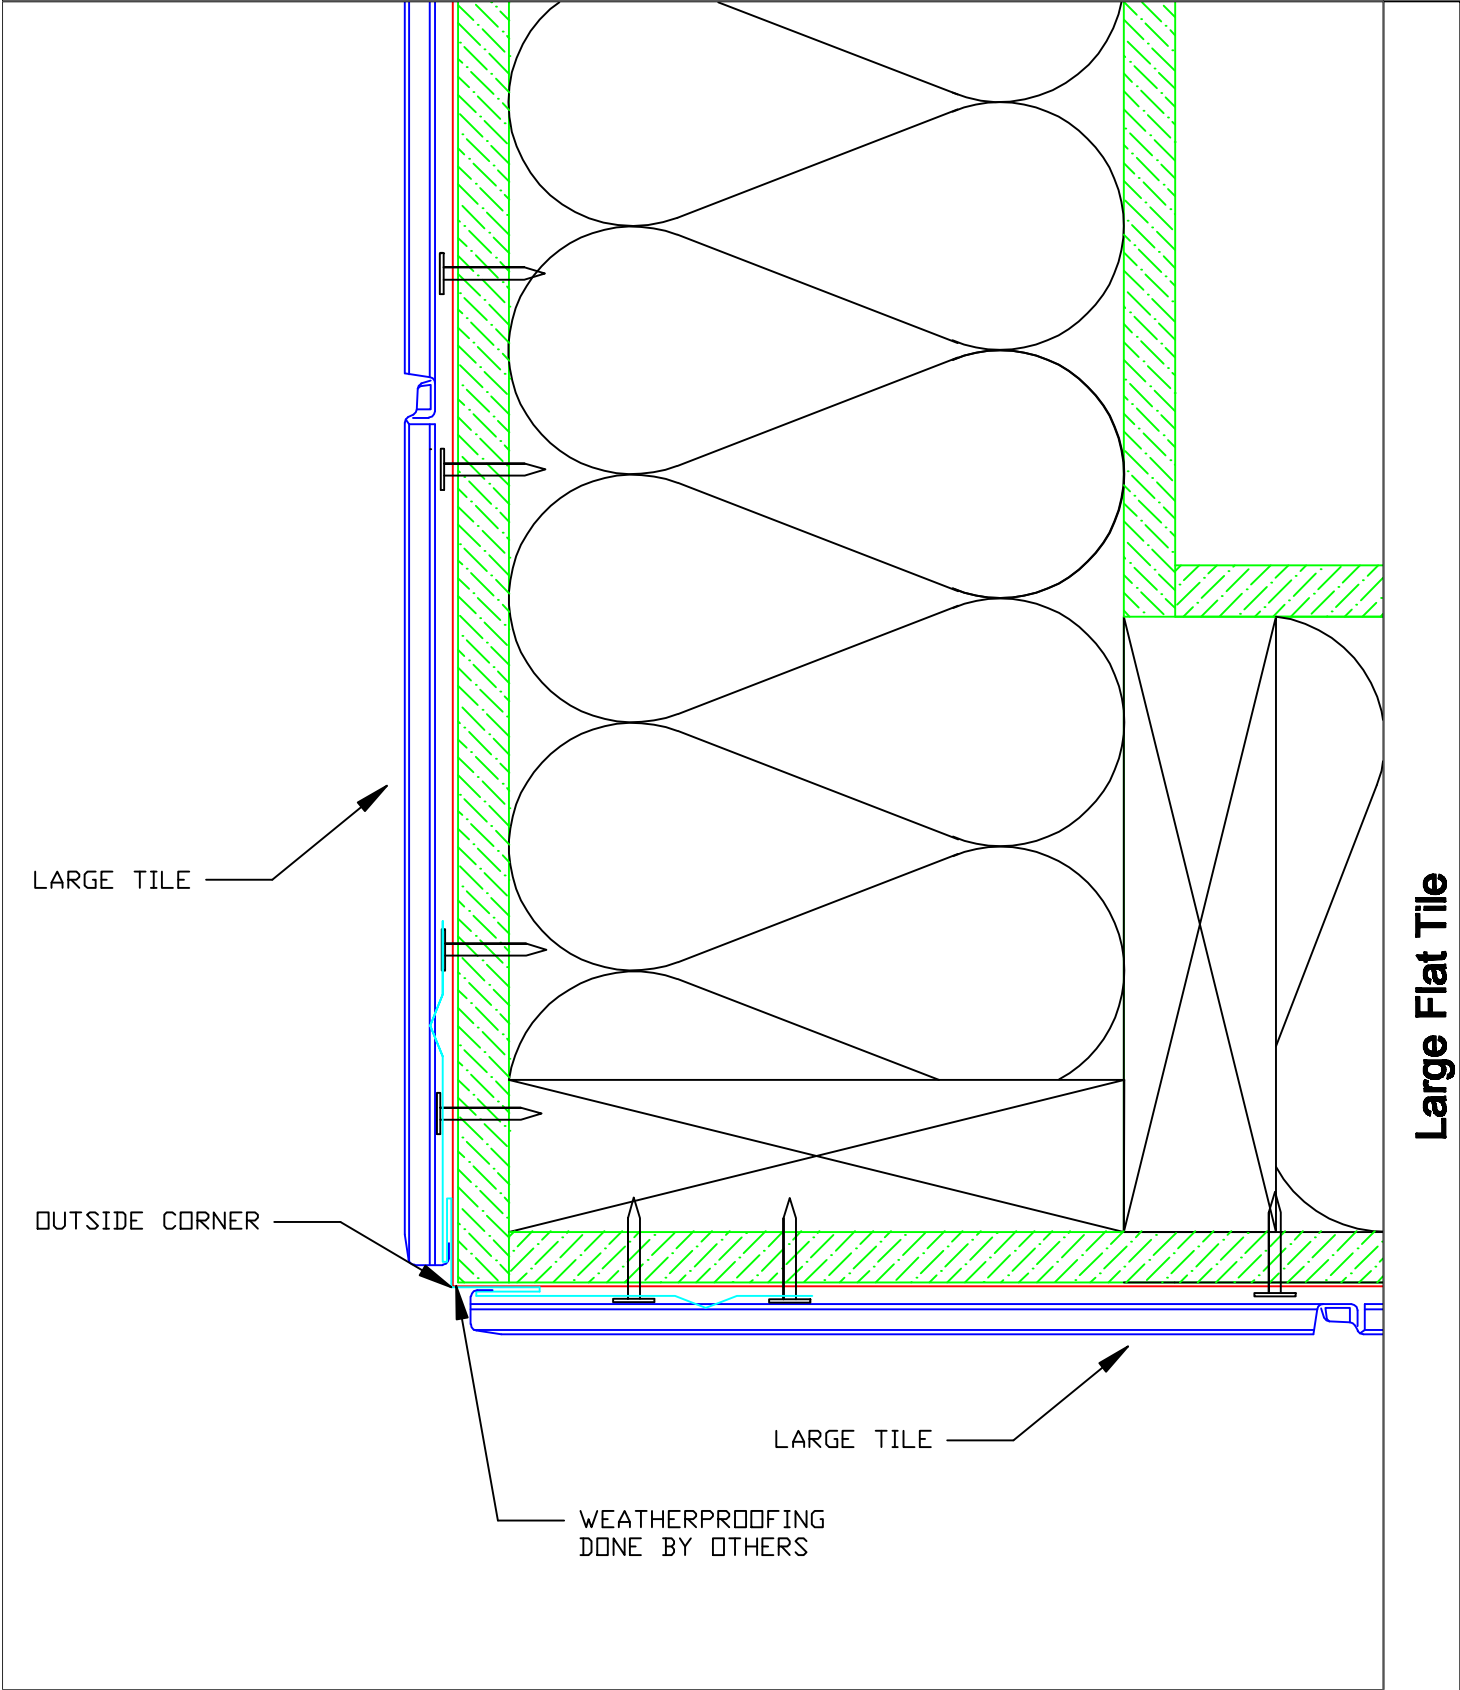 LARGE TILE
OUTSIDE CORNER
LARGE TILE
WEATHERPROOFING
DONE BY OTHERS
Large Flat Tile